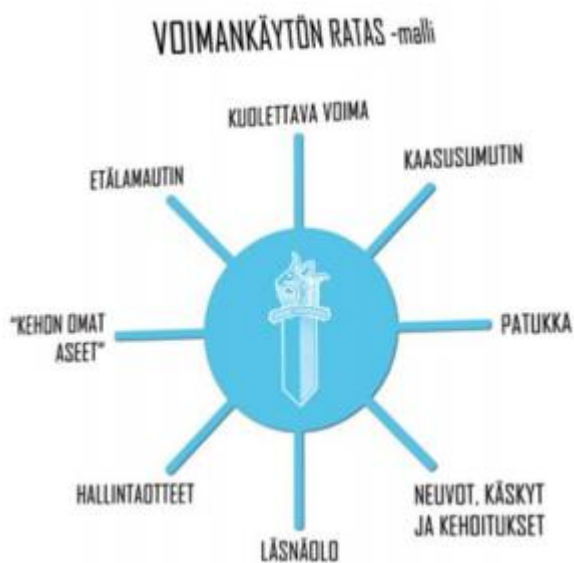 VOIMANKÄYTÖN RATAS -malli
KUOLETTAVA VOIMA
ETÄLAMAUTIN
KAASUSUMUTIN
"KEHON OMAT
ASEET"
PATUKKA
HALLINTAOTTEET
NEUVOT, KÄSKYT
JA KEHOITUKSET
LÄSNÄOLO